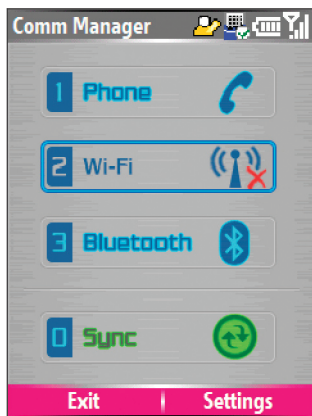 Comm Manager
1 Phone
2 Wi-Fi
3 Bluetooth
0 Sync
Exit Settings